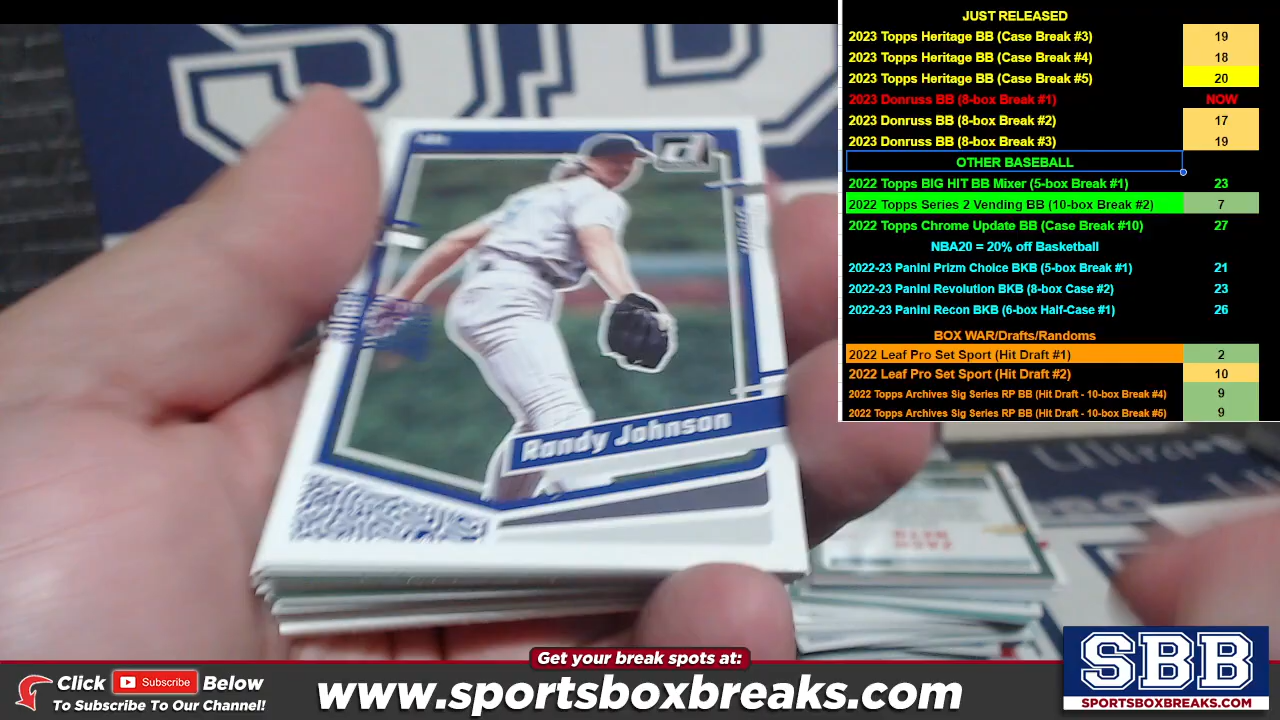 JUST RELEASED
2023 Topps Heritage BB (Case Break #3) 19
2023 Topps Heritage BB (Case Break #4) 18
2023 Topps Heritage BB (Case Break #5) 20
2023 Donruss BB (8-box Break #1) NOW
2023 Donruss BB (8-box Break #2) 17
2023 Donruss BB (8-box Break #3) 19
OTHER BASEBALL
2022 Topps BIG HIT BB Mixer (5-box Break #1) 23
2022 Topps Series 2 Vending BB (10-box Break #2) 7
2022 Topps Chrome Update BB (Case Break #10) 27
NBA20 = 20% off Basketball
2022-23 Panini Prizm Choice BKB (5-box Break #1) 21
2022-23 Panini Revolution BKB (8-box Case #2) 23
2022-23 Panini Recon BKB (6-box Half-Case #1) 26
BOX WAR/Drafts/Randoms
2022 Leaf Pro Set Sport (Hit Draft #1) 2
2022 Leaf Pro Set Sport (Hit Draft #2) 10
2022 Topps Archives Sig Series RP BB (Hit Draft - 10-box Break #4) 9
2022 Topps Archives Sig Series RP BB (Hit Draft - 10-box Break #5) 9
Randy Johnson
Get your break spots at:
Click Subscribe Below
To Subscribe To Our Channel!
www.sportsboxbreaks.com
SBB
SPORTSBOXBREAKS.COM